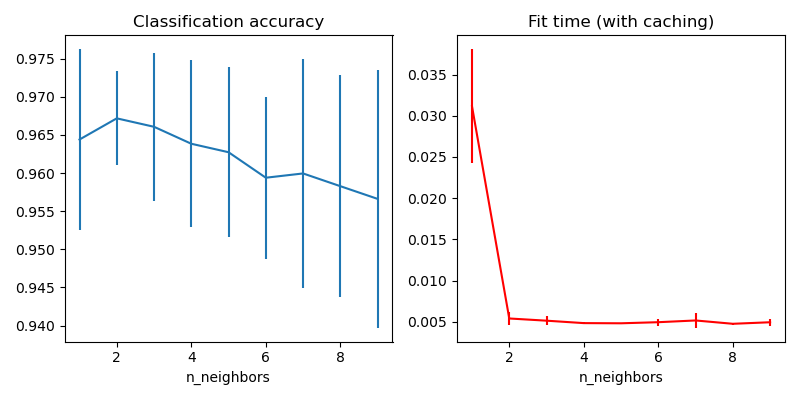 Classification accuracy
0.975
0.970
0.965
0.960
0.955
0.950
0.945
0.940
2 4 6 8
n_neighbors
Fit time (with caching)
0.035
0.030
0.025
0.020
0.015
0.010
0.005
2 4 6 8
n_neighbors